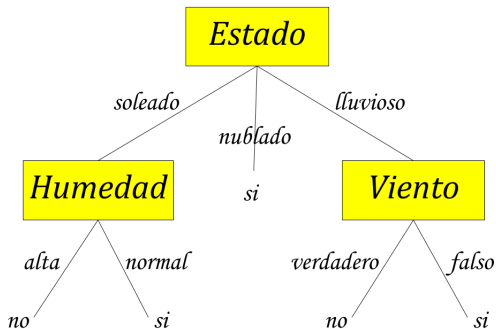 Estado
soleado
nublado
lluvioso
Humedad
si
Viento
alta
normal
verdadero
falso
no
si
no
si